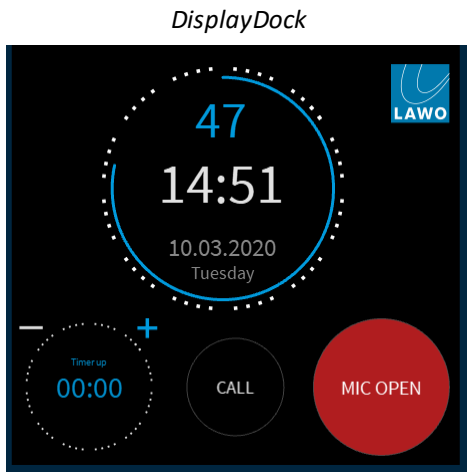 DisplayDock
47
LAWO
14:51
10.03.2020
Tuesday
− +
Timer up
00:00
CALL
MIC OPEN